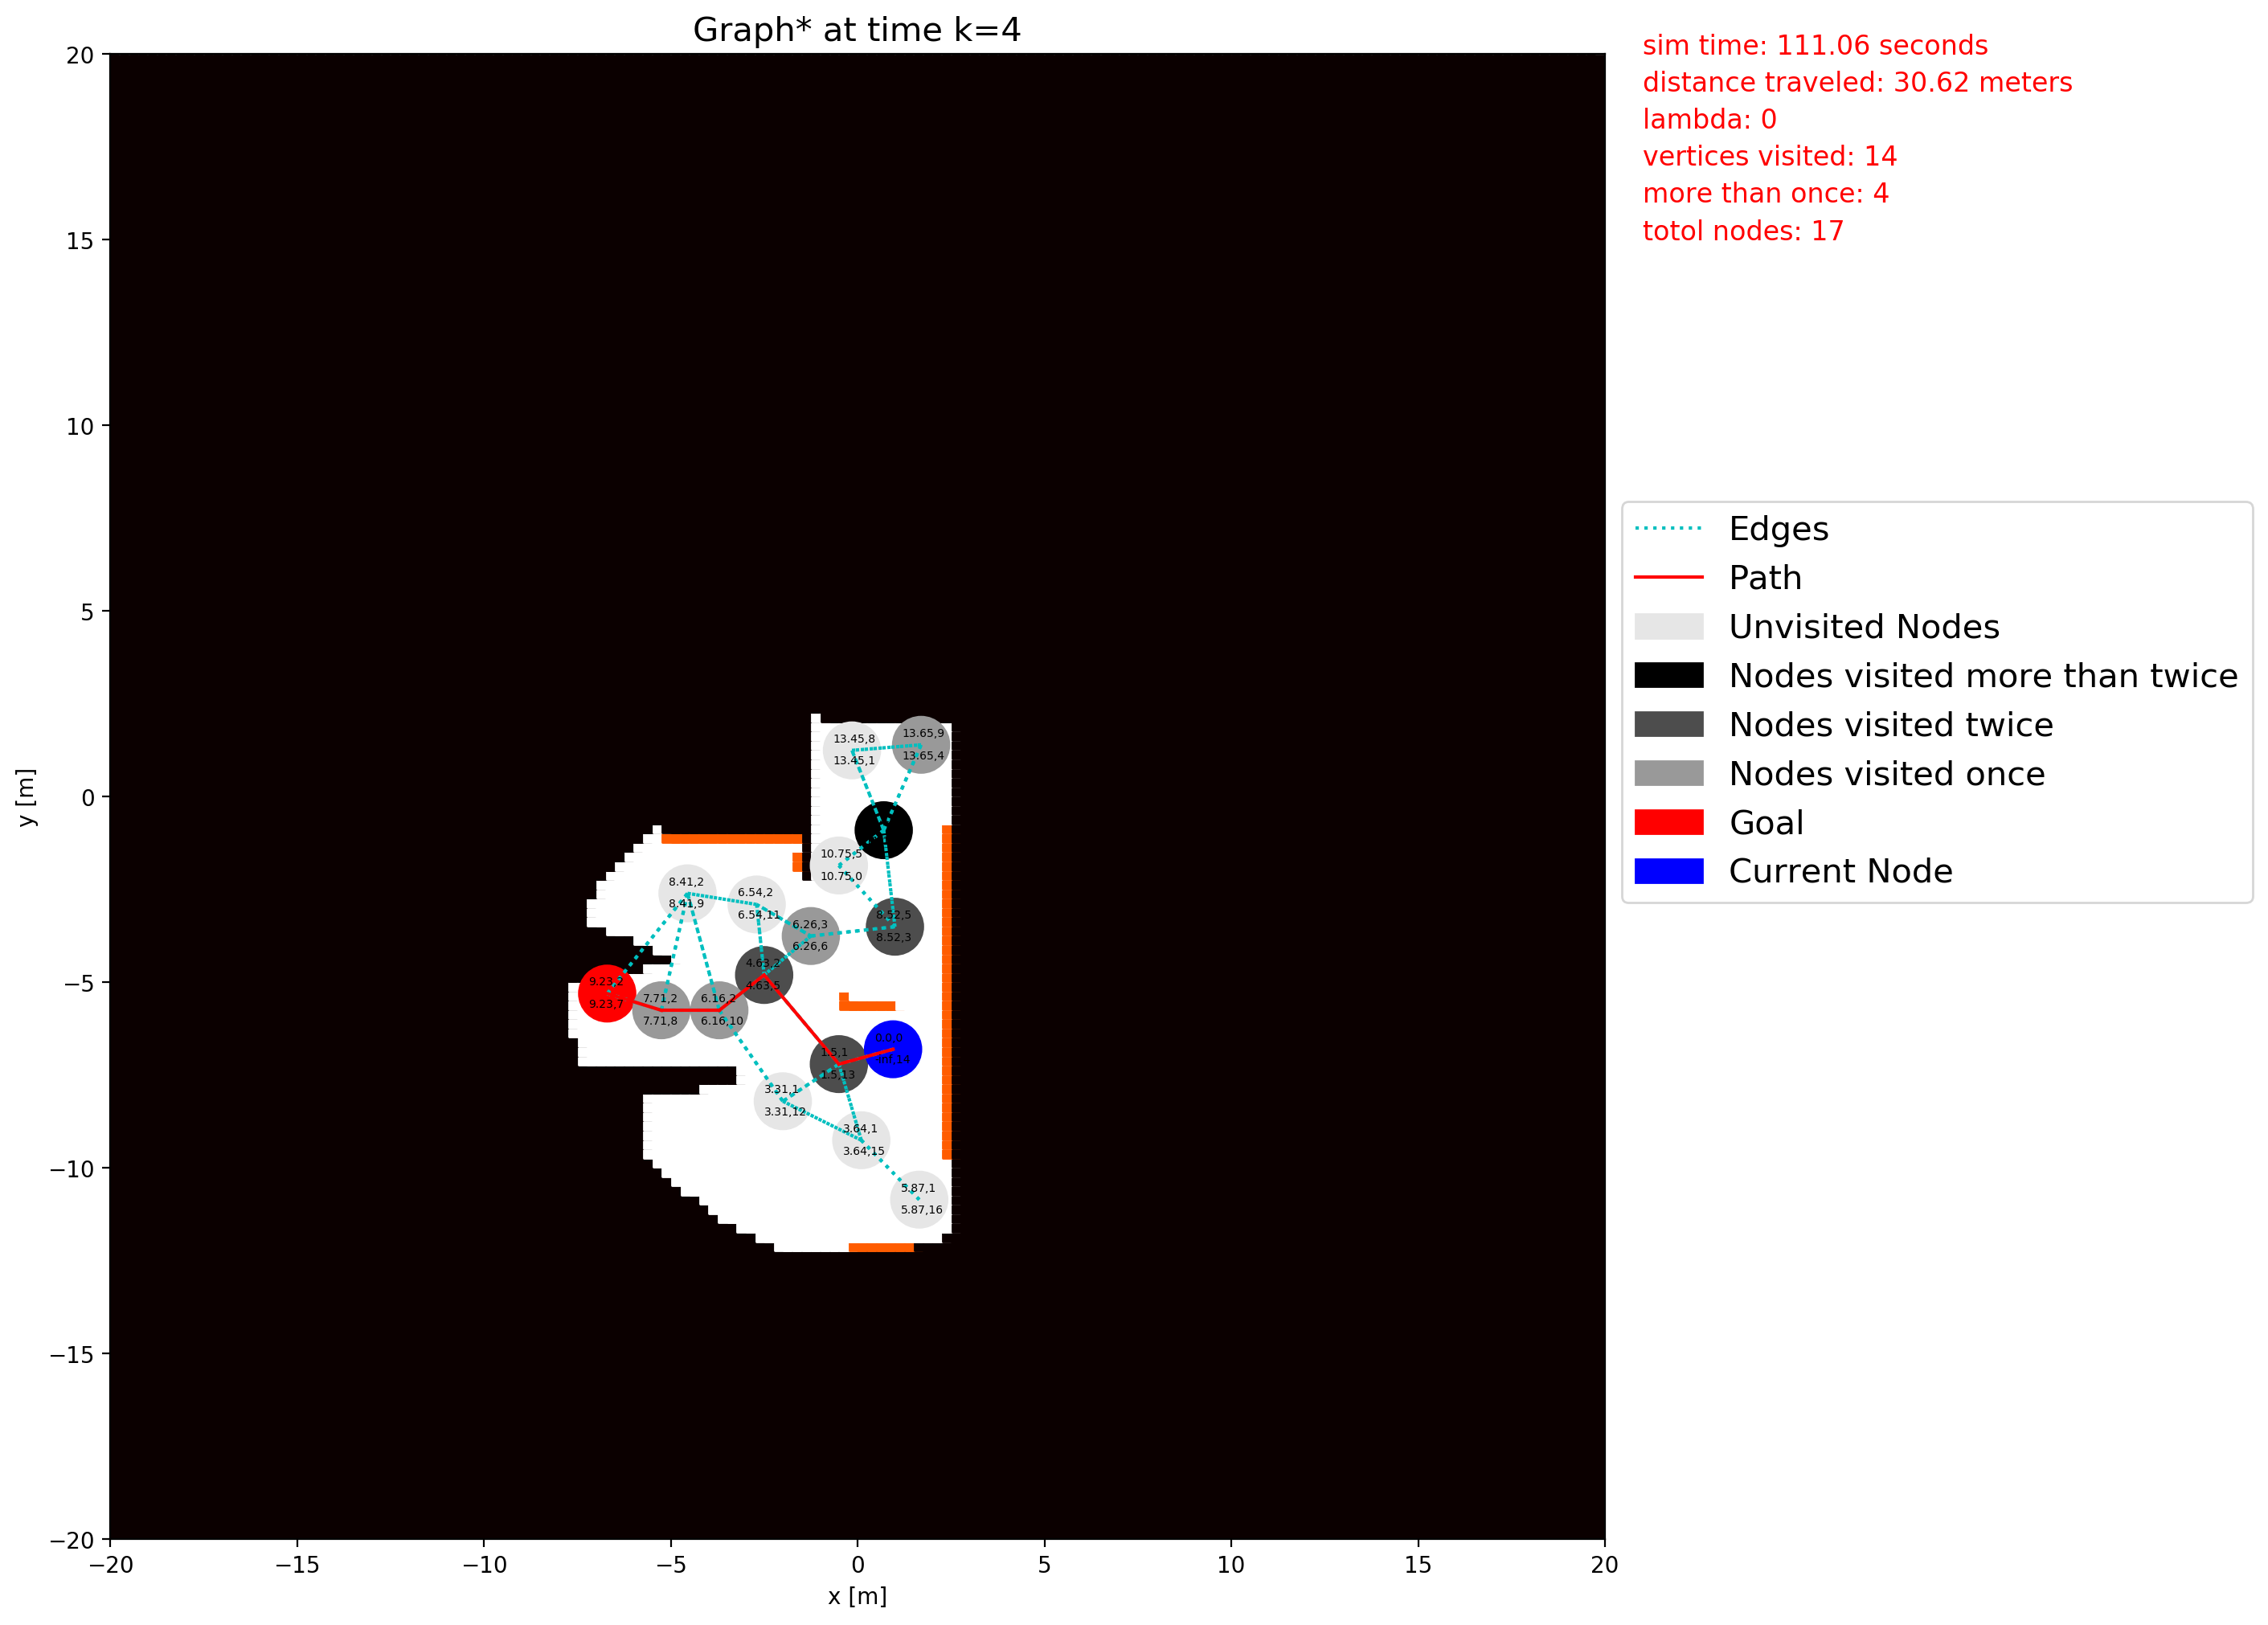 Graph* at time k=4
sim time: 111.06 seconds
distance traveled: 30.62 meters
lambda: 0
vertices visited: 14
more than once: 4
totol nodes: 17
Edges
Path
Unvisited Nodes
Nodes visited more than twice
Nodes visited twice
Nodes visited once
Goal
Current Node
20
15
10
5
0
−5
−10
−15
−20
y [m]
−20
−15
−10
−5
0
5
10
15
20
x [m]
13.45,8
13.45,1
13.65,9
13.65,4
10.75,5
10.75,0
8.41,2
8.41,9
6.54,2
6.54,11
6.26,3
6.26,6
8.52,5
8.52,3
4.63,2
4.63,5
9.23,2
9.23,7
7.71,2
7.71,8
6.16,2
6.16,10
0.0,0
inf,14
1.5,1
1.5,13
3.31,1
3.31,12
3.64,1
3.64,15
5.87,1
5.87,16